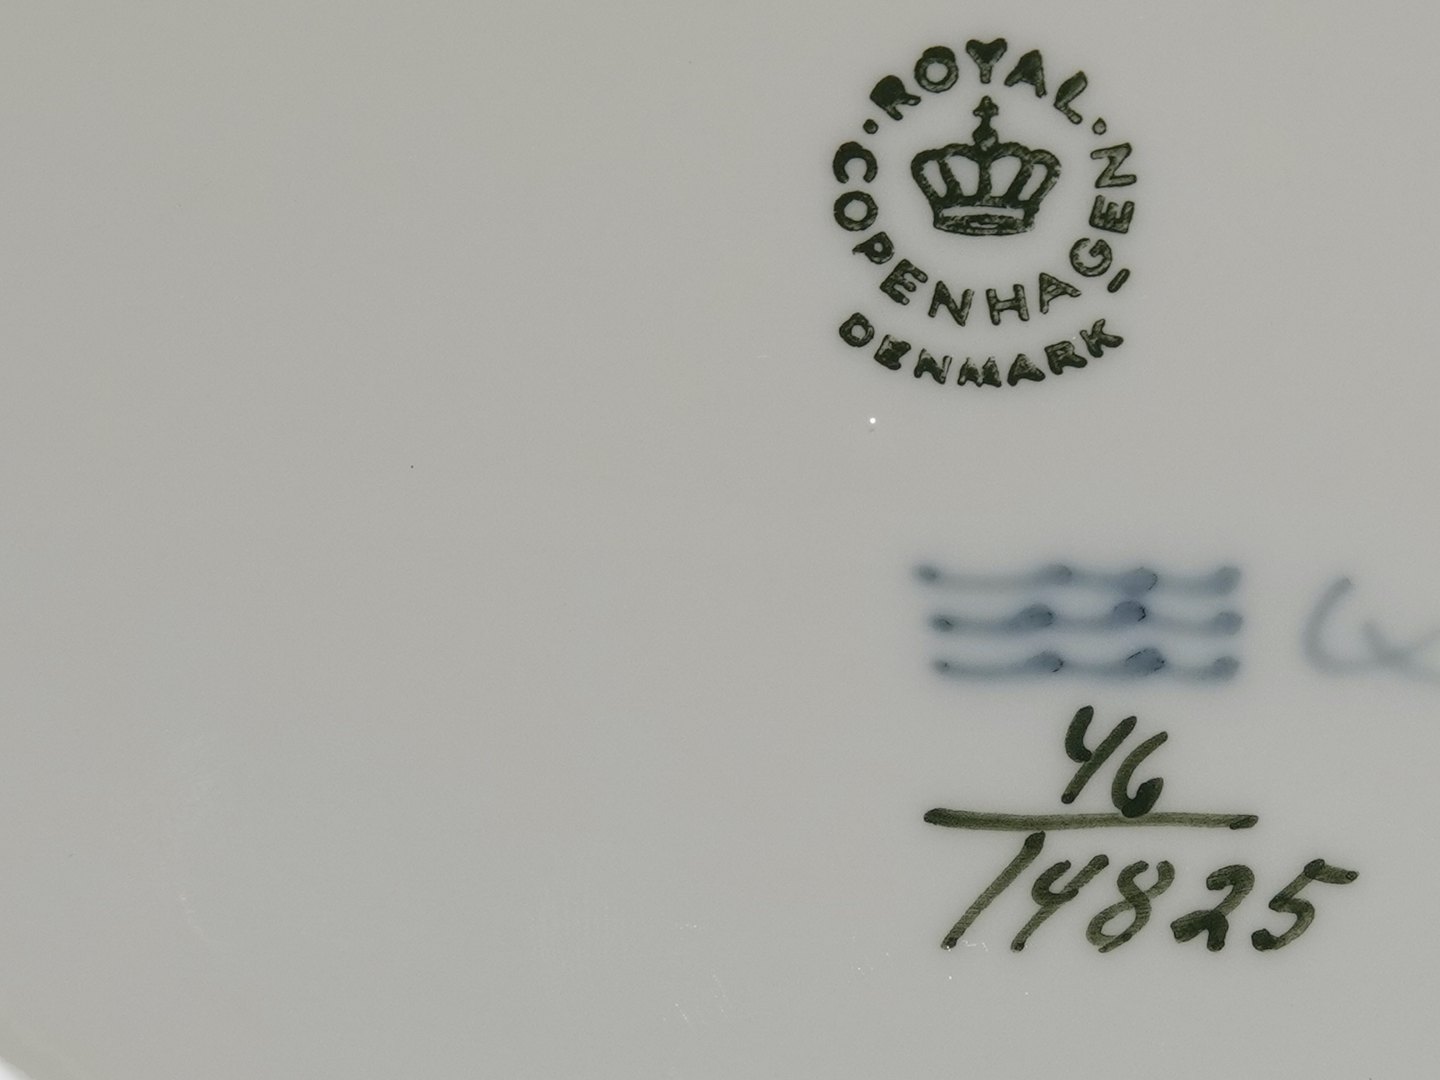 ROYAL
COPENHAGEN
DENMARK
46
14825